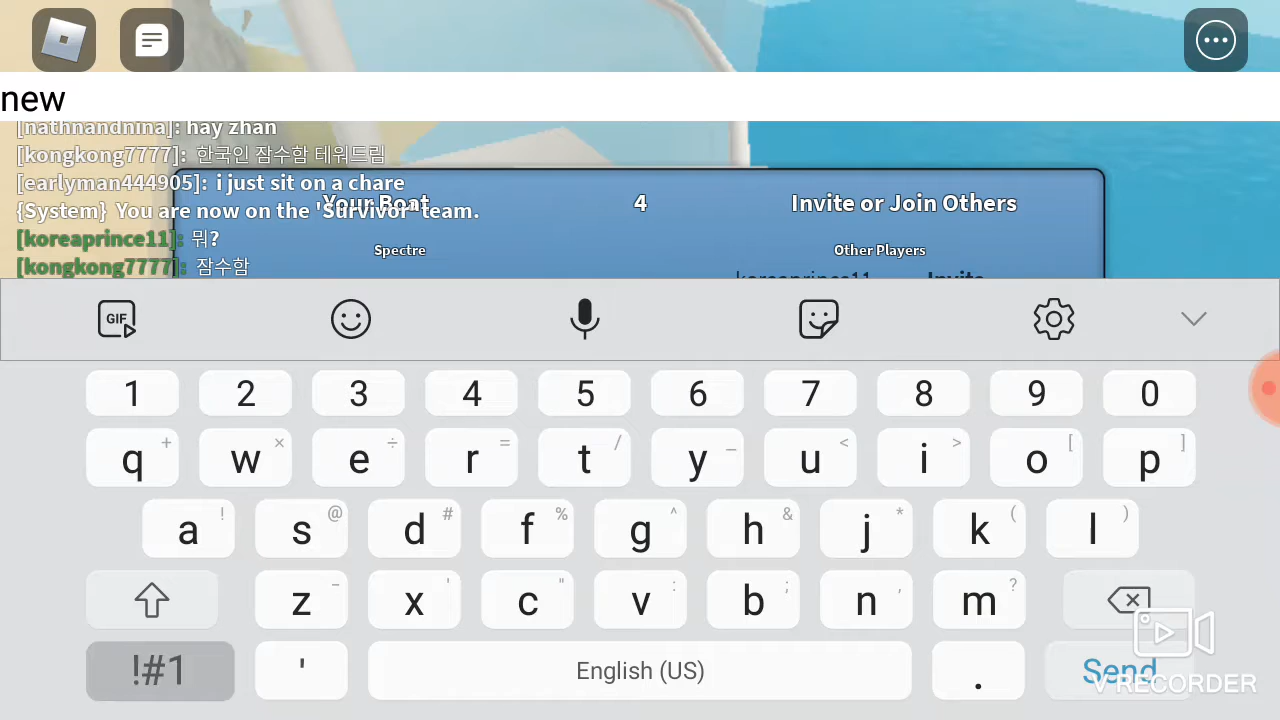 new
[nathnandnina]: hay zhan
[kongkong7777]: 한국인 잠수함 테워드림
[earlyman444905]: i just sit on a chare
{System} You are now on the 'Survivor' team.
[koreaprince11]: 뭐?
[kongkong7777]: 잠수함
Your Boat 4 Invite or Join Others
Spectre Other Players
koreaprince11 Invite
GIF
1 2 3 4 5 6 7 8 9 0
q + w × e ÷ r = t / y _ u < i > o [ p ]
a ! s @ d # f % g ^ h & j * k ( l )
z - x ' c " v : b ; n , m ?
!#1 ' English (US) . Send
V RECORDER